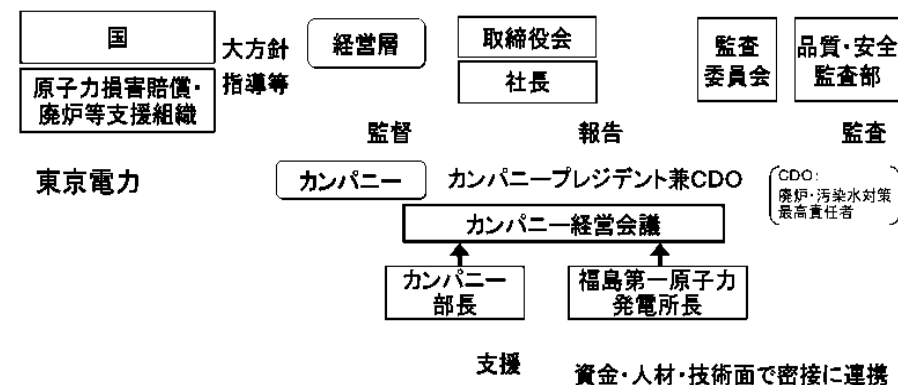 国
原子力損害賠償・
廃炉等支援組織
大方針
指導等
経営層
取締役会
社長
監査
委員会
品質・安全
監査部
監督
報告
監査
東京電力
カンパニー
カンパニープレジデント兼CDO
CDO:
廃炉・汚染水対策
最高責任者
カンパニー経営会議
カンパニー
部長
福島第一原子力
発電所長
支援
資金・人材・技術面で密接に連携